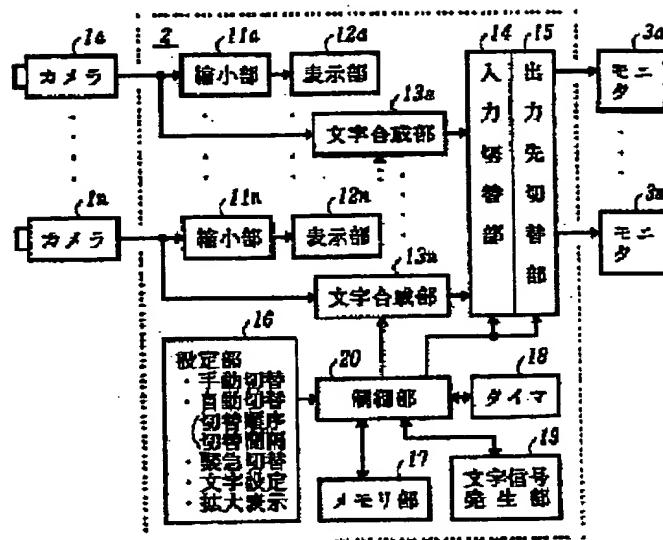 1a
2
11a
12a
14
15
3a
カメラ
縮小部
表示部
入力切替部
出力先切替部
モニタ
13a
文字合成部
1n
11n
12n
カメラ
縮小部
表示部
モニタ
13n
文字合成部
16
設定部
・手動切替
・自動切替
(切替順序
(切替間隔
・緊急切替
・文字設定
・拡大表示
20
制御部
18
タイマ
17
メモリ部
19
文字信号
発生部